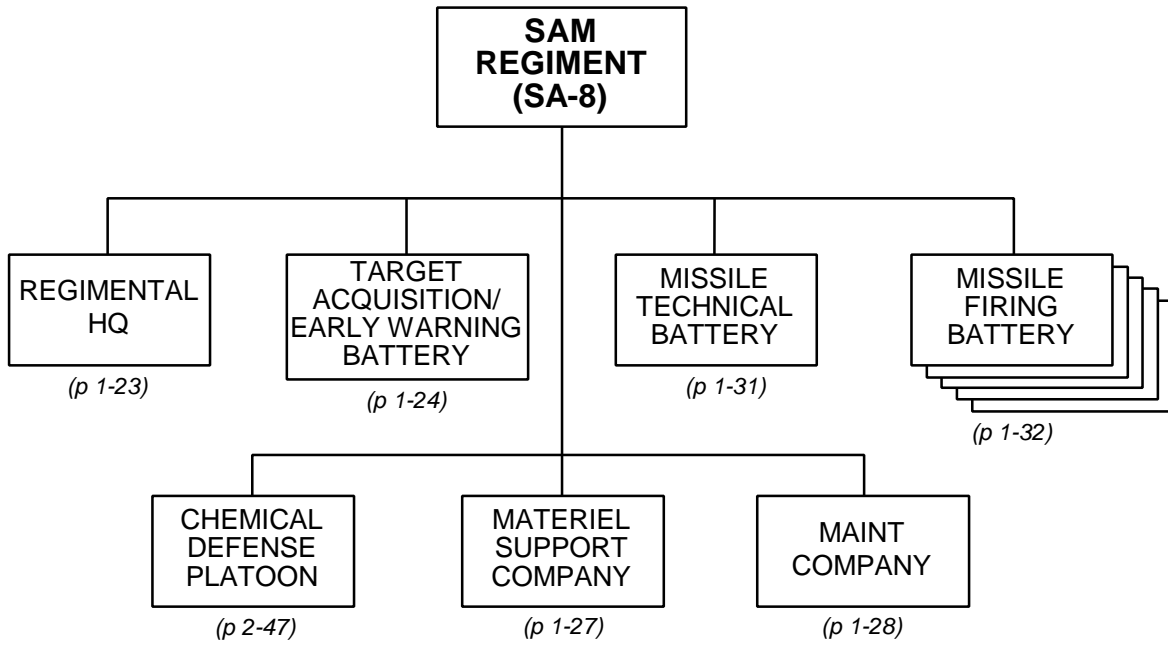 SAM
REGIMENT
(SA-8)
REGIMENTAL
HQ
(p 1-23)
TARGET
ACQUISITION/
EARLY WARNING
BATTERY
(p 1-24)
MISSILE
TECHNICAL
BATTERY
(p 1-31)
MISSILE
FIRING
BATTERY
(p 1-32)
CHEMICAL
DEFENSE
PLATOON
(p 2-47)
MATERIEL
SUPPORT
COMPANY
(p 1-27)
MAINT
COMPANY
(p 1-28)